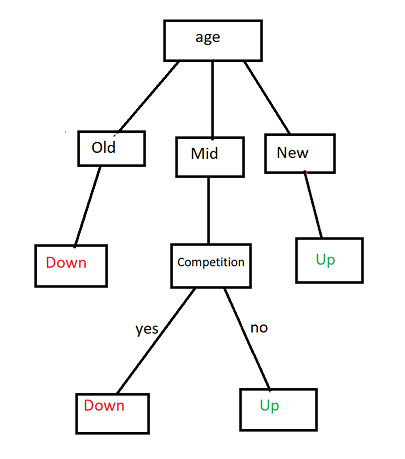 age
Old
Mid
New
Down
Competition
Up
yes
no
Down
Up